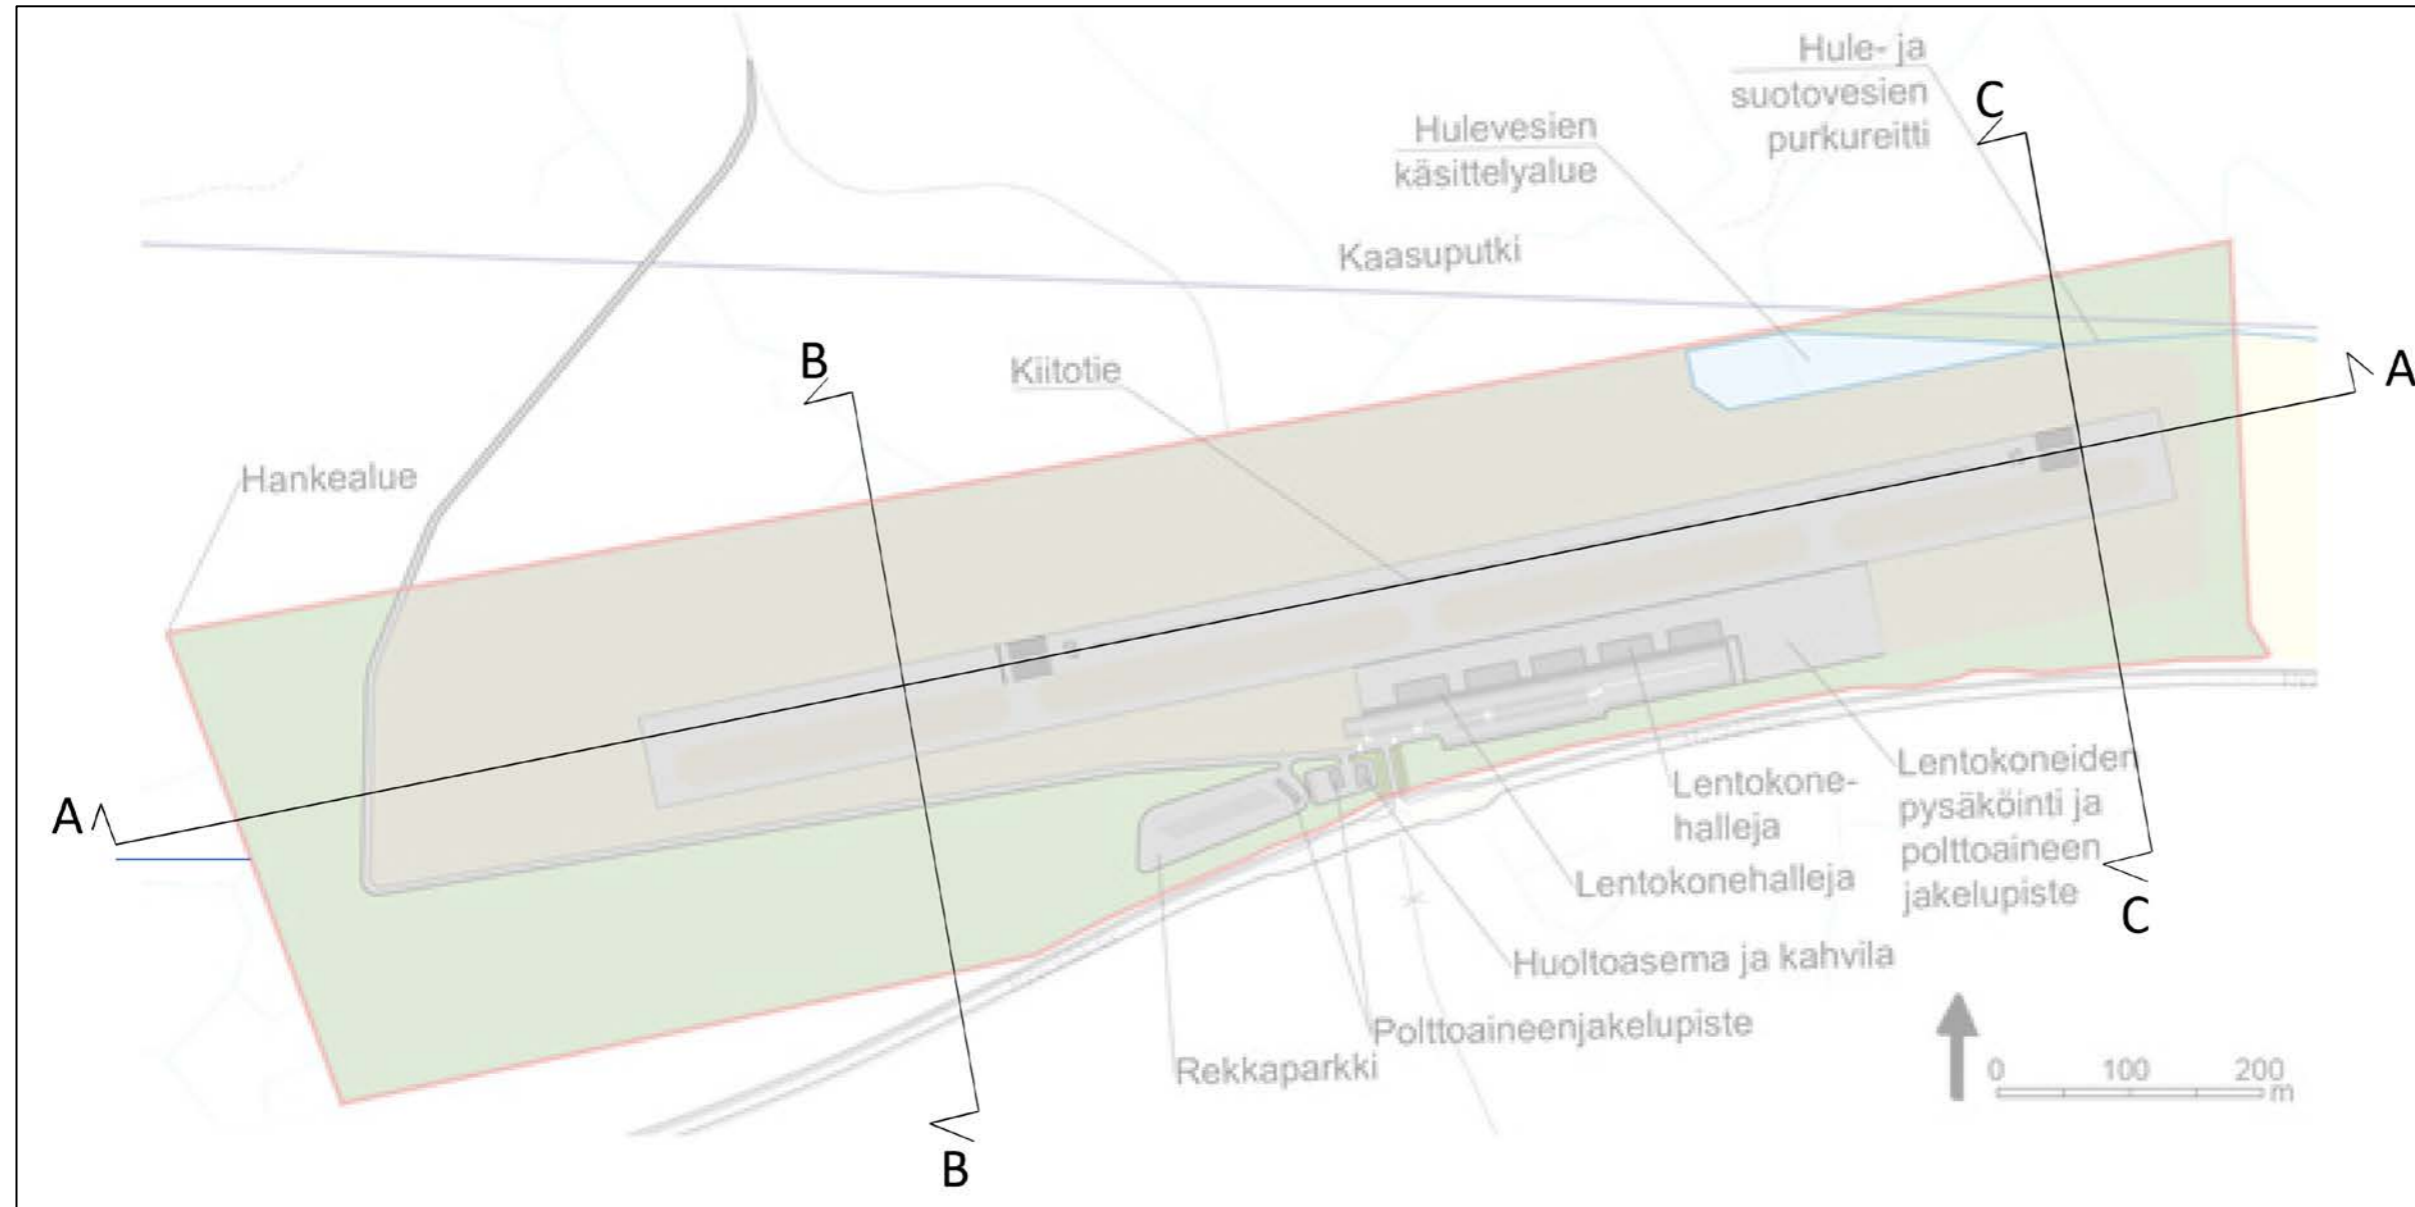 Hule- ja
suotovesien
purkureitti
C
Hulevesien
käsittelyalue
Kaasuputki
B
Kiitotie
A
Hankealue
A
Lentokone-
halleja
Lentokoneiden
pysäköinti ja
polttoaineen
jakelupiste
Lentokonehalleja
C
Huoltoasema ja kahvila
Polttoaineenjakelupiste
Rekkaparkki
0 100 200
m
B